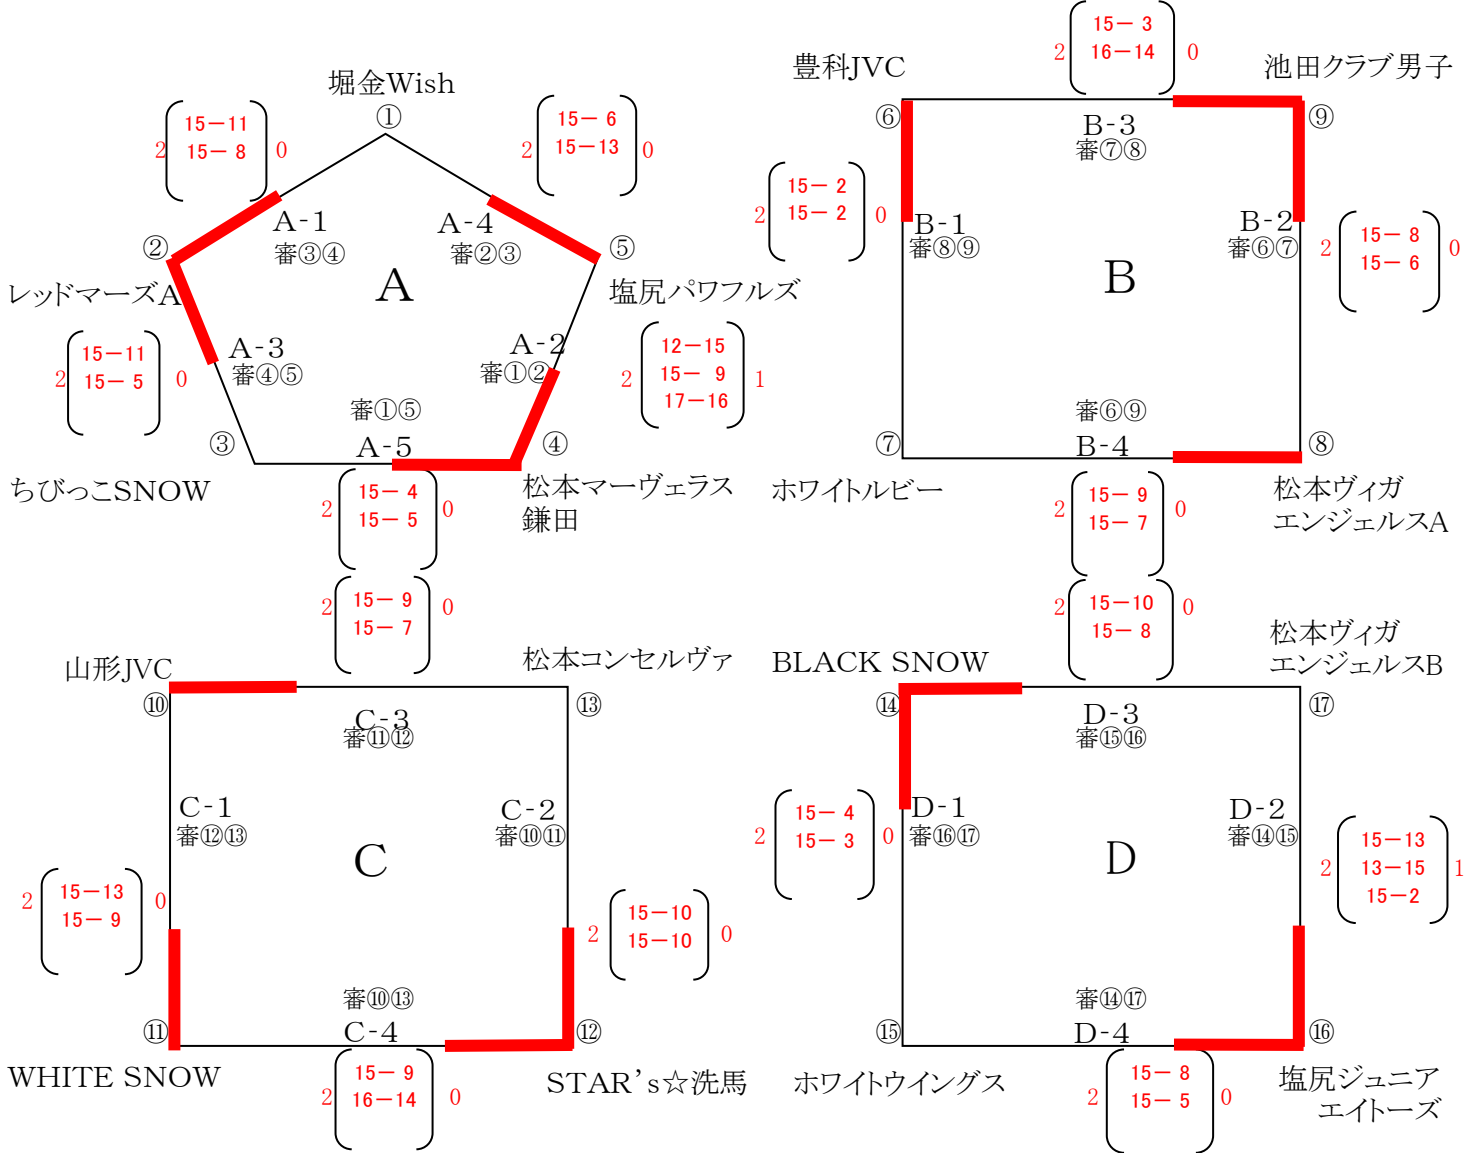 堀金Wish
①
15－11
15－ 8
2
0
15－ 6
15－13
2
0
A-1
審③④
A-4
審②③
②
⑤
A
レッドマーズA
塩尻パワフルズ
15－11
15－ 5
2
0
A-3
審④⑤
A-2
審①②
12－15
15－ 9
17－16
2
1
審①⑤
A-5
③
④
ちびっこSNOW
松本マーヴェラス
鎌田
15－ 4
15－ 5
2
0
豊科JVC
池田クラブ男子
15－ 3
16－14
2
0
⑥
⑨
B-3
審⑦⑧
15－ 2
15－ 2
2
0
B-1
審⑧⑨
B-2
審⑥⑦
15－ 8
15－ 6
2
0
B
審⑥⑨
B-4
⑦
⑧
ホワイトルビー
松本ヴィガ
エンジェルスA
15－ 9
15－ 7
2
0
15－ 9
15－ 7
2
0
山形JVC
松本コンセルヴァ
⑩
⑬
C-3
審⑪⑫
C-1
審⑫⑬
C-2
審⑩⑪
C
15－13
15－ 9
2
0
15－10
15－10
2
0
審⑩⑬
C-4
⑪
⑫
WHITE SNOW
STAR’s☆洗馬
15－ 9
16－14
2
0
15－10
15－ 8
2
0
BLACK SNOW
松本ヴィガ
エンジェルスB
⑭
⑰
D-3
審⑮⑯
15－ 4
15－ 3
2
0
D-1
審⑯⑰
D-2
審⑭⑮
D
15－13
13－15
15－2
2
1
審⑭⑰
D-4
⑮
⑯
ホワイトウイングス
塩尻ジュニア
エイトーズ
15－ 8
15－ 5
2
0